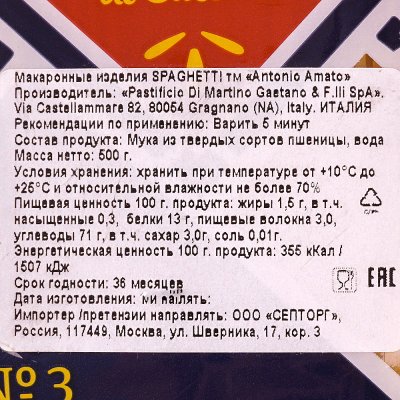 Макаронные изделия SPAGHETTI тм «Antonio Amato»
Производитель: «Pastificio Di Martino Gaetano & F.lli SpA».
Via Castellammare 82, 80054 Gragnano (NA), Italy. ИТАЛИЯ
Рекомендации по применению: Варить 5 минут
Состав продукта: Мука из твердых сортов пшеницы, вода
Масса нетто: 500 г.
Условия хранения: хранить при температуре от +10°C до
+25°C и относительной влажности не более 70%
Пищевая ценность 100 г. продукта: жиры 1,5 г, в т.ч.
насыщенные 0,3, белки 13 г, пищевые волокна 3,0,
углеводы 71 г, в т.ч. сахар 3,0г, соль 0,01г.
Энергетическая ценность 100 г. продукта: 355 кКал /
1507 кДж
Срок годности: 36 месяцев
Дата изготовления:
Импортер /претензии направлять: ООО «СЕПТОРГ»,
Россия, 117449, Москва, ул. Шверника, 17, кор. 3
EAC
Nº 3